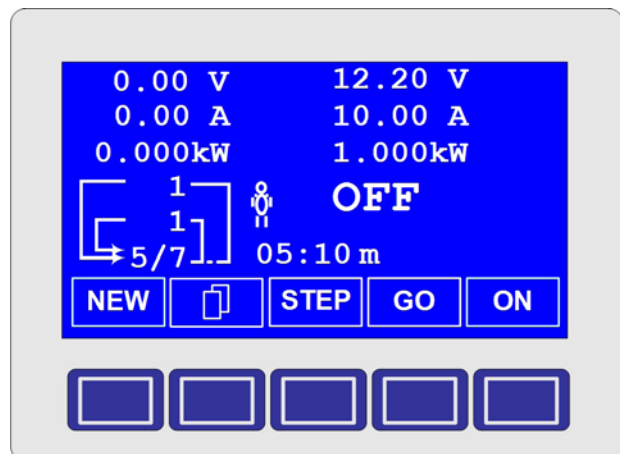 0.00 V 12.20 V
0.00 A 10.00 A
0.000kW 1.000kW
1 OFF
1
5/7 05:10 m
NEW STEP GO ON